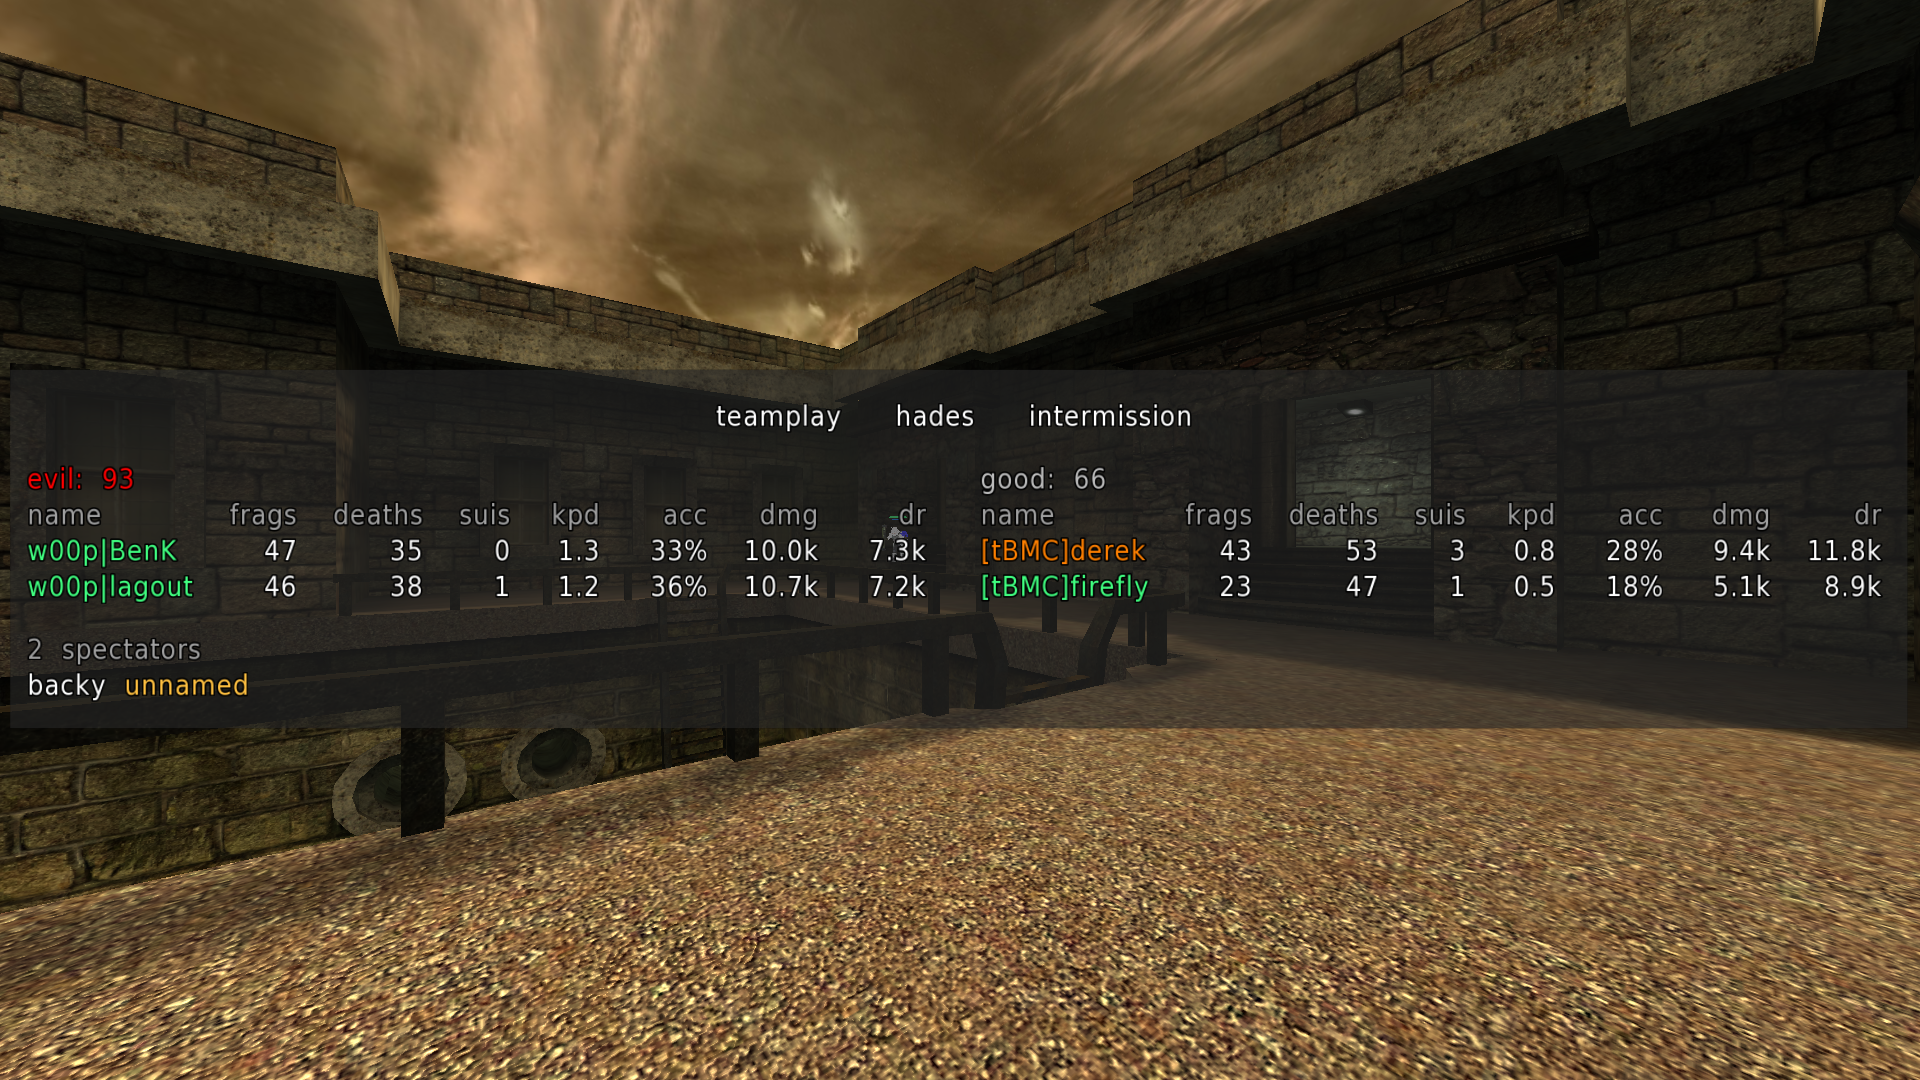 teamplay hades intermission
evil: 93
name frags deaths suis kpd acc dmg dr
w00p|BenK 47 35 0 1.3 33% 10.0k 7.3k
w00p|lagout 46 38 1 1.2 36% 10.7k 7.2k
good: 66
name frags deaths suis kpd acc dmg dr
[tBMC]derek 43 53 3 0.8 28% 9.4k 11.8k
[tBMC]firefly 23 47 1 0.5 18% 5.1k 8.9k
2 spectators
backy unnamed